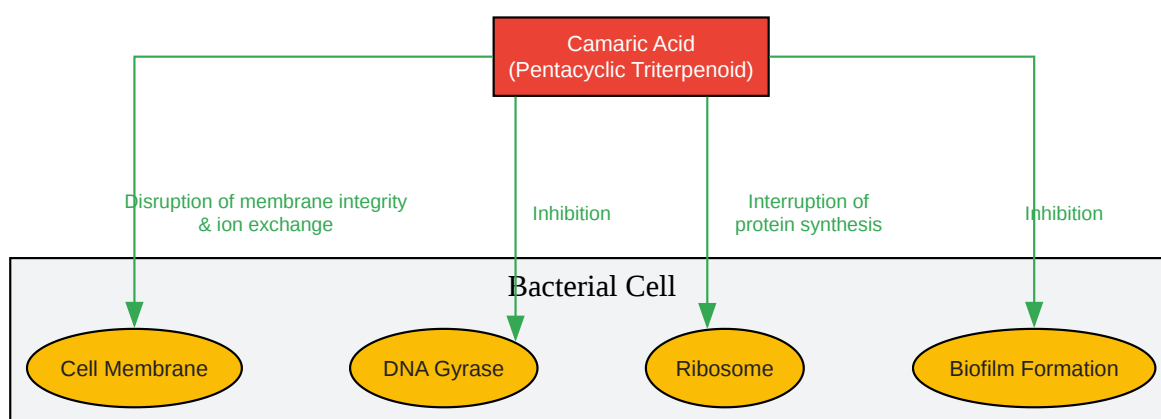 Camaric Acid
(Pentacyclic Triterpenoid)
Disruption of membrane integrity
& ion exchange
Inhibition
Interruption of
protein synthesis
Inhibition
Bacterial Cell
Cell Membrane
DNA Gyrase
Ribosome
Biofilm Formation